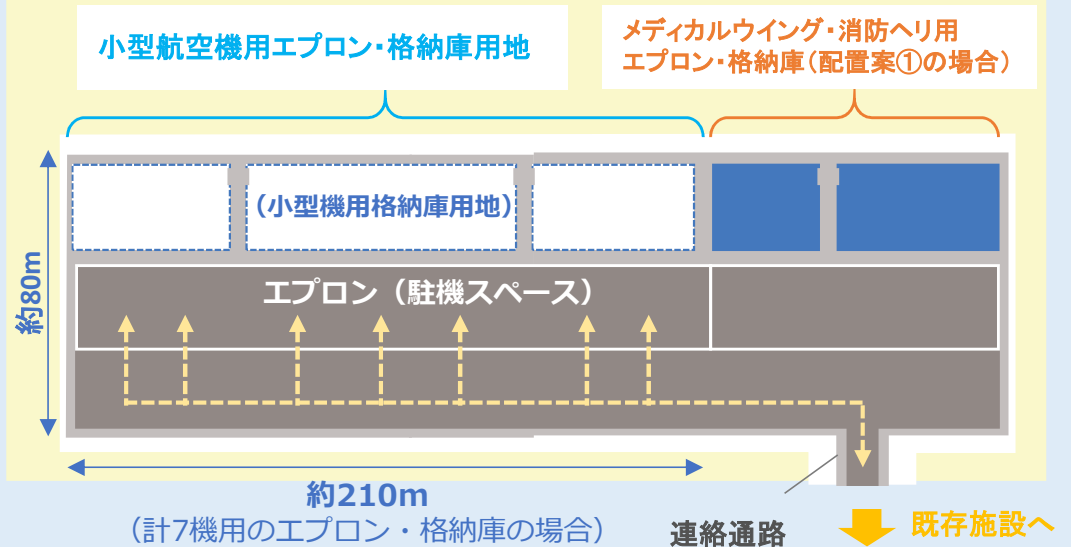 小型航空機用エプロン・格納庫用地
メディカルウイング・消防ヘリ用
エプロン・格納庫(配置案①の場合)
(小型機用格納庫用地)
エプロン(駐機スペース)
約80m
約210m
(計7機用のエプロン・格納庫の場合)
連絡通路
既存施設へ